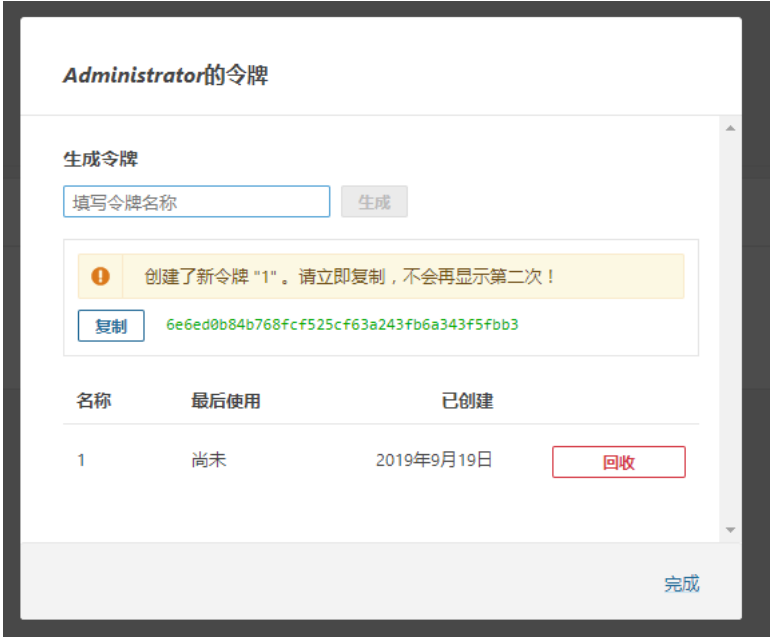 Administrator的令牌
生成令牌
填写令牌名称 生成
创建了新令牌 "1" 。请立即复制，不会再显示第二次！
复制 6e6ed0b84b768fcf525cf63a243fb6a343f5fbb3
名称 最后使用 已创建
1 尚未 2019年9月19日 回收
完成